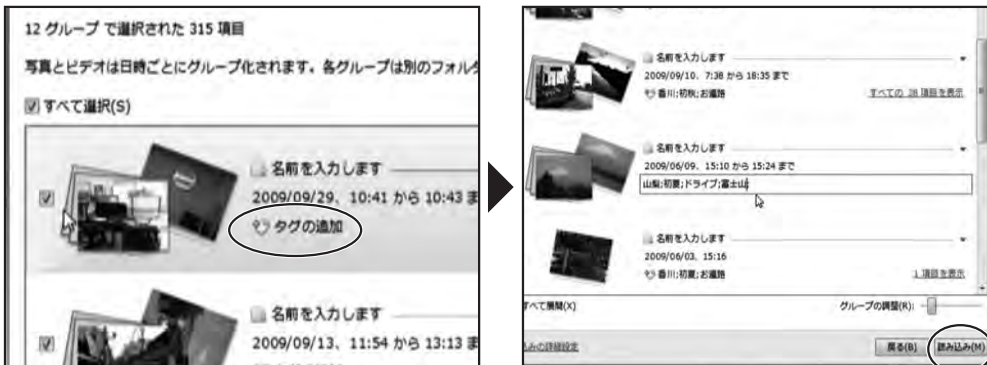 12 グループ で選択された 315 項目
写真とビデオは日時ごとにグループ化されます。各グループは別のフォル
すべて選択(S)
名前を入力します
2009/09/29、10:41 から 10:43
タグの追加
名前を入力します
2009/09/13、11:54 から 13:13
名前を入力します
2009/09/10、7:38 から 18:35 まで
香川;初秋;お遍路
すべての 28 項目を表示
名前を入力します
2009/06/09、15:10 から 15:24 まで
山梨;初夏;ドライブ;富士山
名前を入力します
2009/06/03、15:16
香川;初夏;お遍路
1 項目を表示
すべて展開(X)
グループの調整(R):
込みの詳細設定
戻る(B)
読み込み(M)